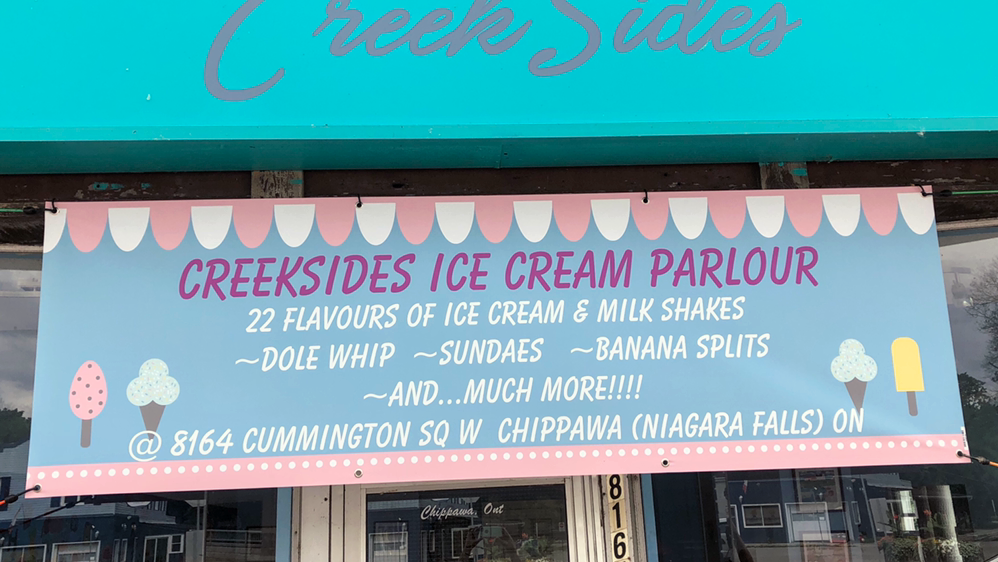 Creek Sides
CREEKSIDES ICE CREAM PARLOUR
22 FLAVOURS OF ICE CREAM & MILK SHAKES
~DOLE WHIP ~SUNDAES ~BANANA SPLITS
~AND...MUCH MORE!!!!
@ 8164 CUMMINGTON SQ W CHIPPAWA (NIAGARA FALLS) ON
Chippawa, Ont
8
1
6